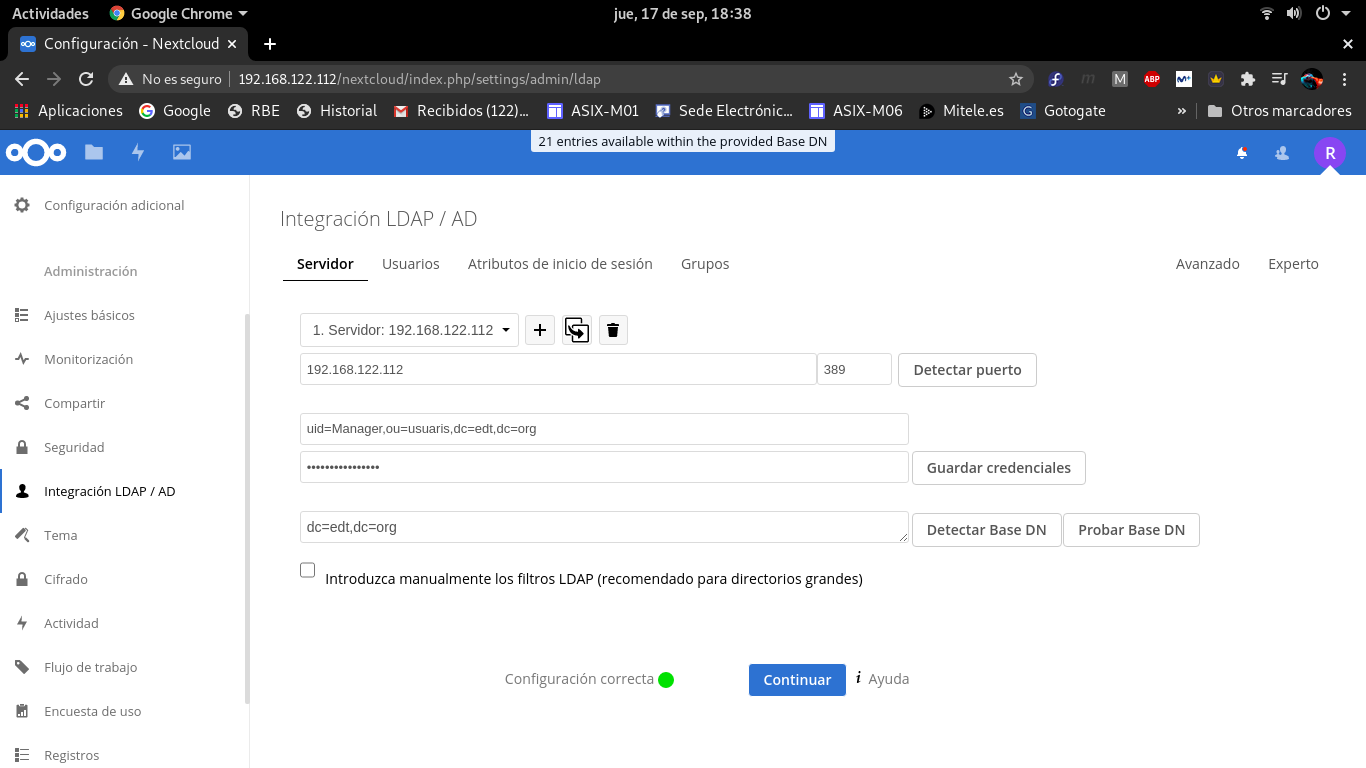 Actividades Google Chrome jue, 17 de sep, 18:38
Configuración - Nextcloud
No es seguro 192.168.122.112/nextcloud/index.php/settings/admin/ldap
Aplicaciones Google RBE Historial Recibidos (122)... ASIX-M01 Sede Electrónic... ASIX-M06 Mitele.es Gotogate » Otros marcadores
21 entries available within the provided Base DN
R
Configuración adicional
Administración
Ajustes básicos
Monitorización
Compartir
Seguridad
Integración LDAP / AD
Tema
Cifrado
Actividad
Flujo de trabajo
Encuesta de uso
Registros
Integración LDAP / AD
Servidor Usuarios Atributos de inicio de sesión Grupos Avanzado Experto
1. Servidor: 192.168.122.112
192.168.122.112 389 Detectar puerto
uid=Manager,ou=usuaris,dc=edt,dc=org
•••••••••••••••• Guardar credenciales
dc=edt,dc=org Detectar Base DN Probar Base DN
Introduzca manualmente los filtros LDAP (recomendado para directorios grandes)
Configuración correcta Continuar i Ayuda